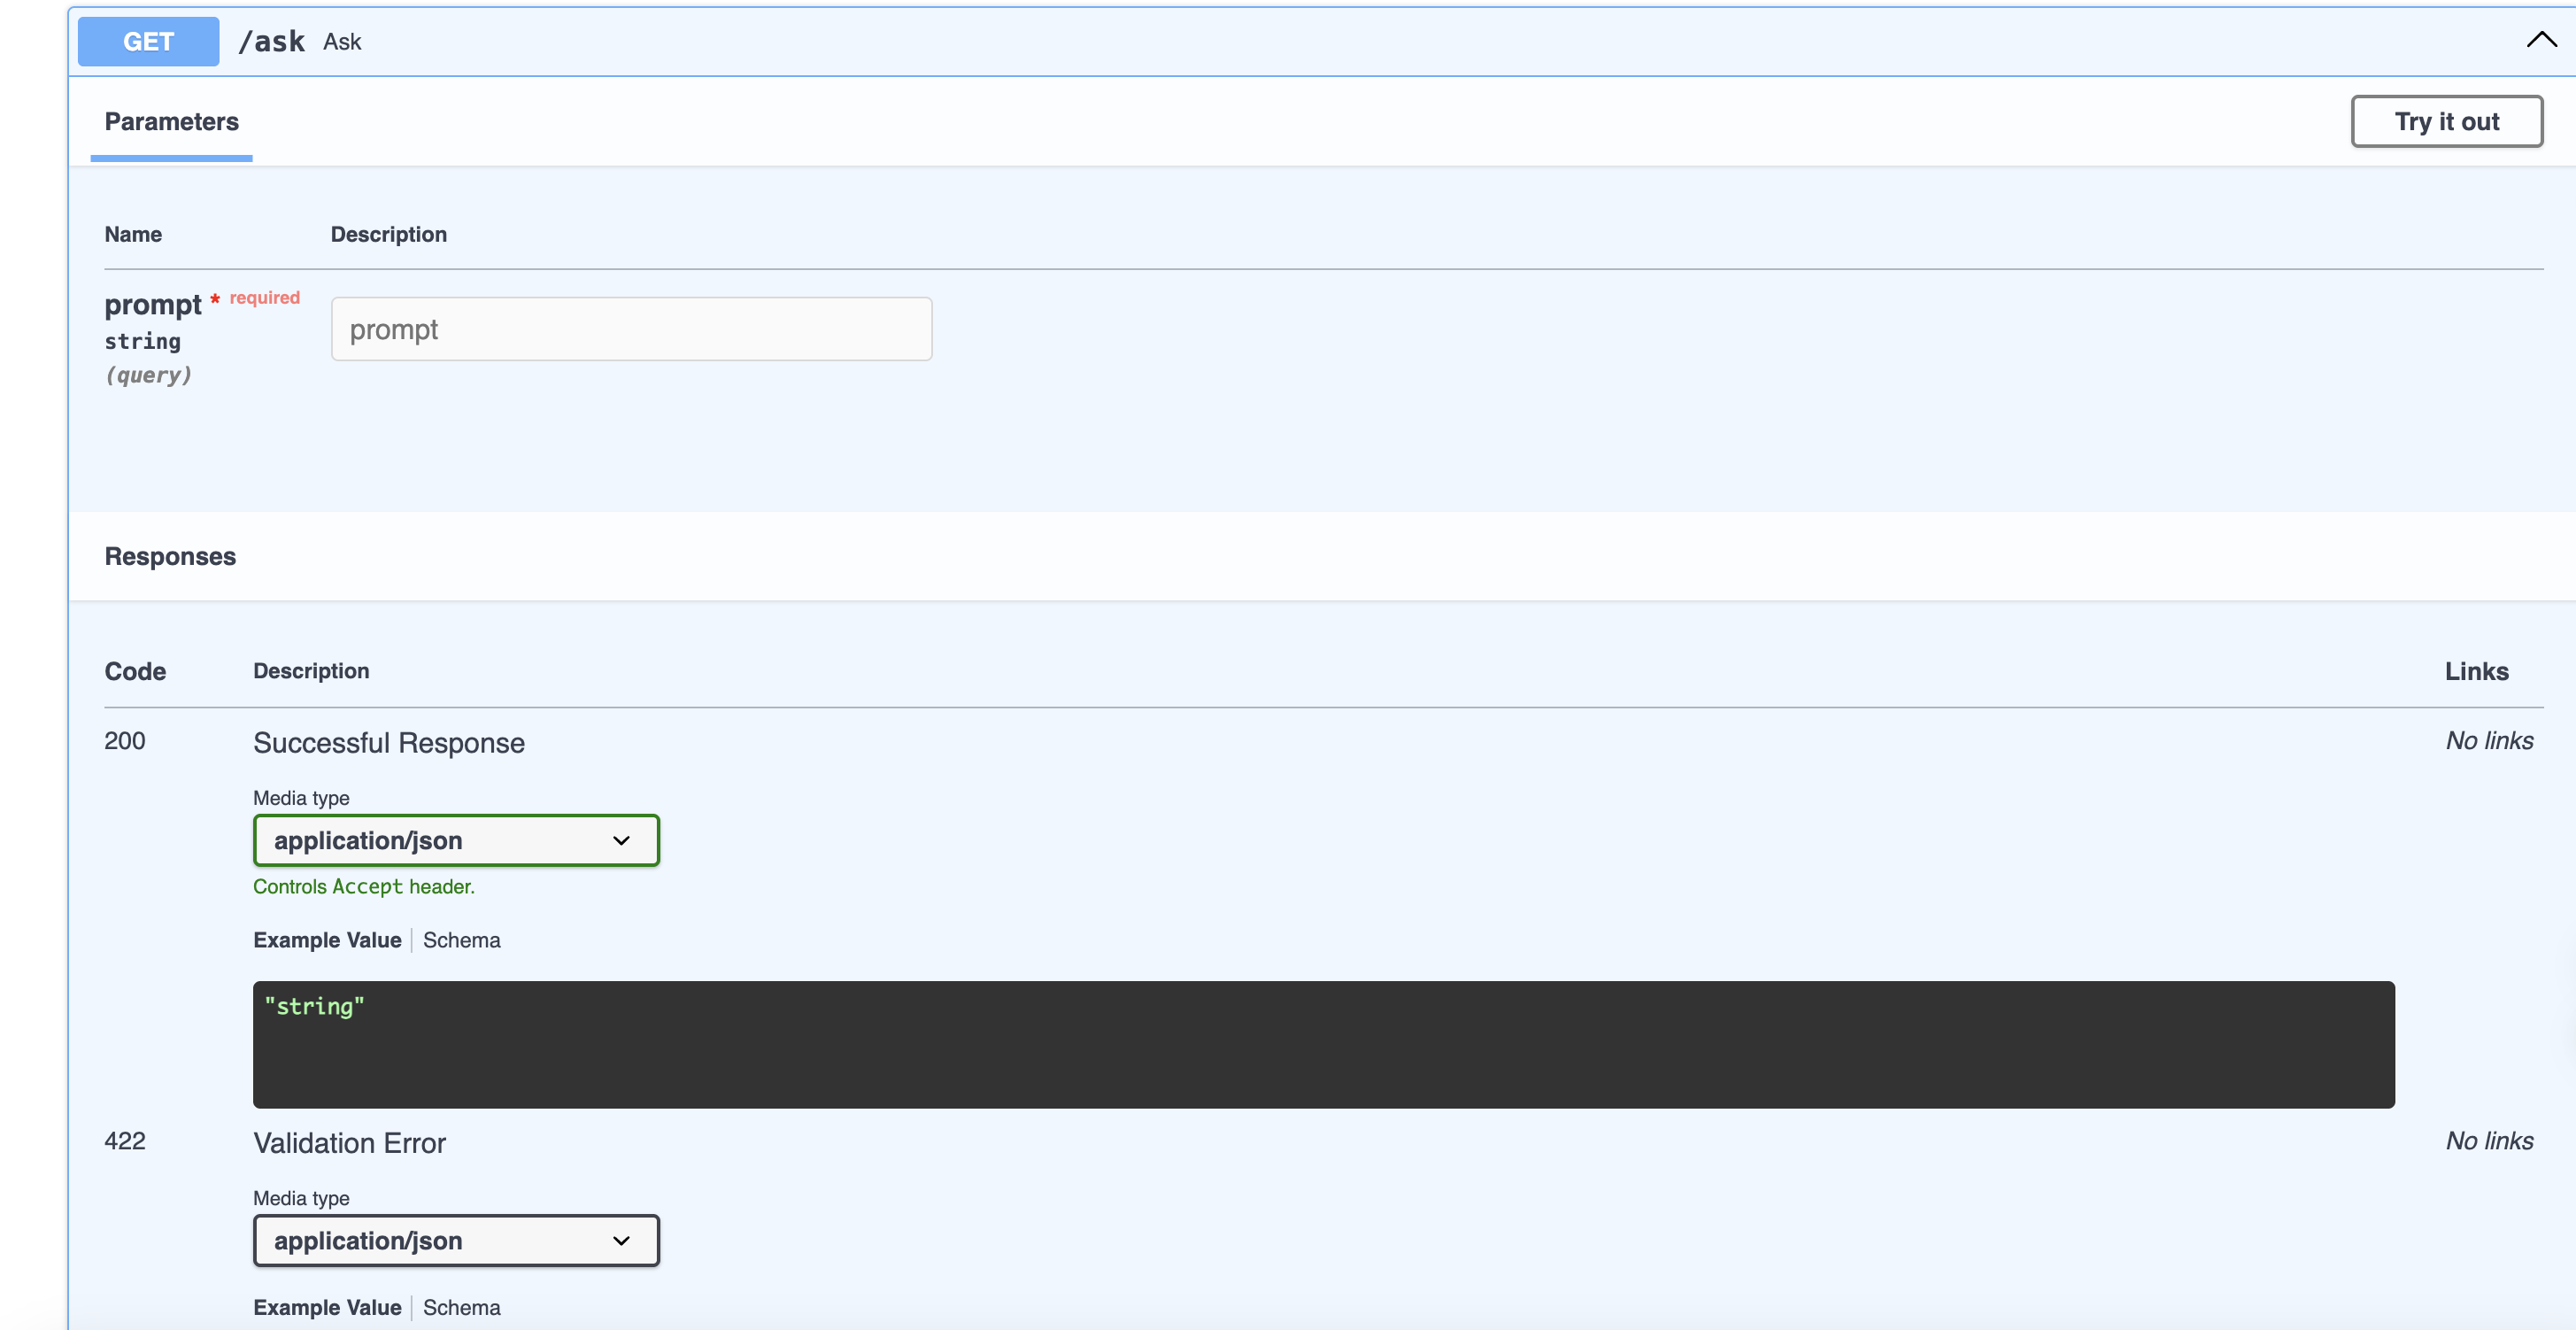 GET /ask Ask
Parameters
Try it out
Name Description
prompt * required
string
(query)
prompt
Responses
Code Description Links
200 Successful Response No links
Media type
application/json
Controls Accept header.
Example Value Schema
"string"
422 Validation Error No links
Media type
application/json
Example Value Schema